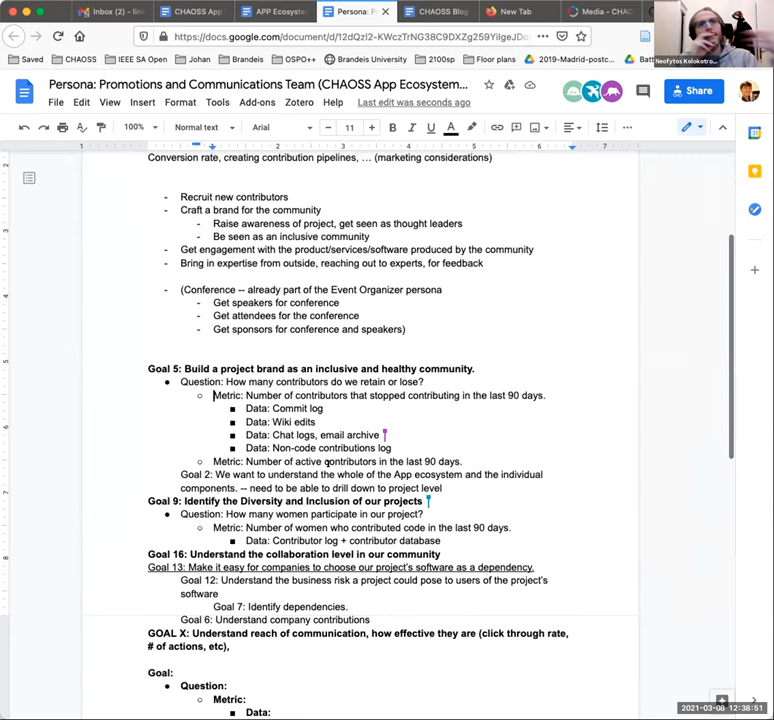 Inbox (2) - lin
CHAOSS App
APP Ecosyste
Persona: P
CHAOSS Blog
New Tab
Media - CHAO
https://docs.google.com/document/d/
Saved CHAOSS IEEE SA Open Johan Brandeis OSPO++ Brandeis 2100sp Floor plans 2019-Madrid-postc... Batt
Neofytos Kolokotro...
Persona: Promotions and Communications Team (CHAOSS App Ecosystem...
File Edit View Insert Format Tools Add-ons Zotero Help Last edit was seconds ago
Share
100% Normal text Arial 11 B I U A
Conversion rate, creating contribution pipelines, … (marketing considerations)
- Recruit new contributors
- Craft a brand for the community
- Raise awareness of project, get seen as thought leaders
- Be seen as an inclusive community
- Get engagement with the product/services/software produced by the community
- Bring in expertise from outside, reaching out to experts, for feedback
- (Conference -- already part of the Event Organizer persona
- Get speakers for conference
- Get attendees for the conference
- Get sponsors for conference and speakers)
Goal 5: Build a project brand as an inclusive and healthy community.
● Question: How many contributors do we retain or lose?
○ Metric: Number of contributors that stopped contributing in the last 90 days.
■ Data: Commit log
■ Data: Wiki edits
■ Data: Chat logs, email archive
■ Data: Non-code contributions log
○ Metric: Number of active contributors in the last 90 days.
Goal 2: We want to understand the whole of the App ecosystem and the individual
components. -- need to be able to drill down to project level
Goal 9: Identify the Diversity and Inclusion of our projects
● Question: How many women participate in our project?
○ Metric: Number of women who contributed code in the last 90 days.
■ Data: Contributor log + contributor database
Goal 16: Understand the collaboration level in our community
Goal 13: Make it easy for companies to choose our project's software as a dependency.
Goal 12: Understand the business risk a project could pose to users of the project's
software
Goal 7: Identify dependencies.
Goal 6: Understand company contributions
GOAL X: Understand reach of communication, how effective they are (click through rate,
# of actions, etc),
Goal:
● Question:
○ Metric:
■ Data:
2021-03-08 12:38:51